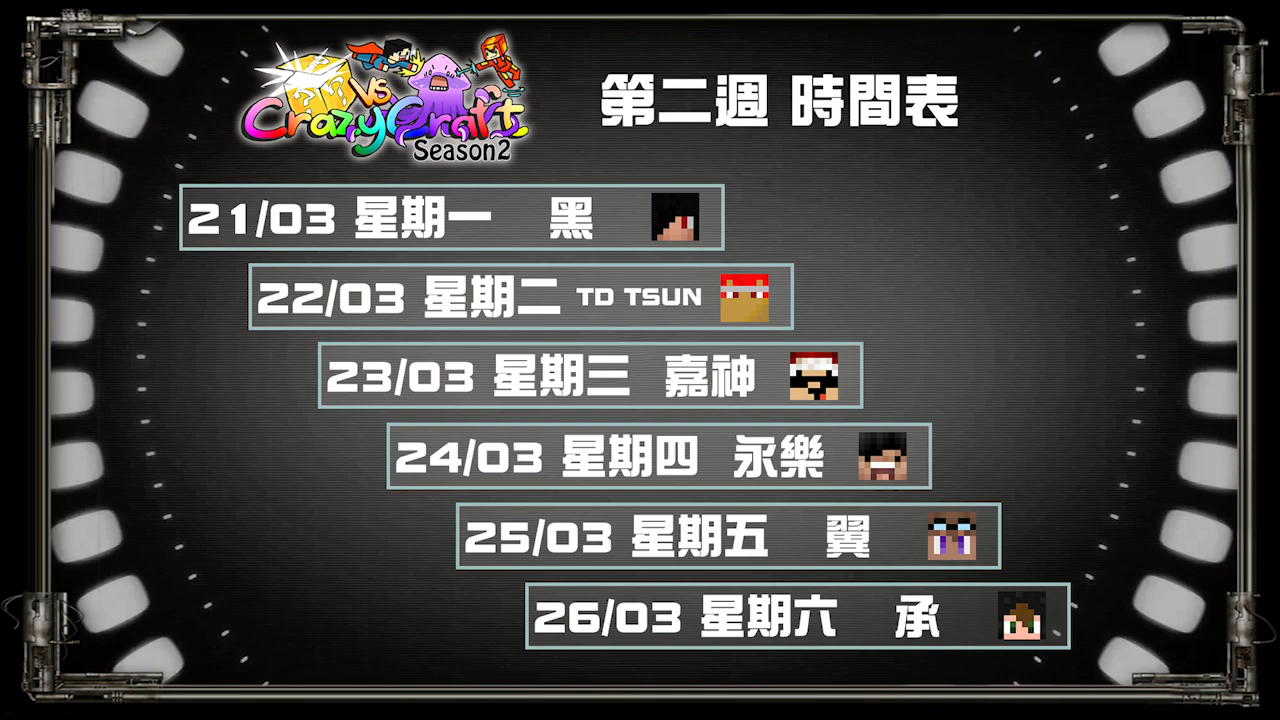 VS
CrazyCraft
Season2
第二週 時間表
21/03 星期一 黑
22/03 星期二 TD TSUN
23/03 星期三 嘉神
24/03 星期四 永樂
25/03 星期五 翼
26/03 星期六 承